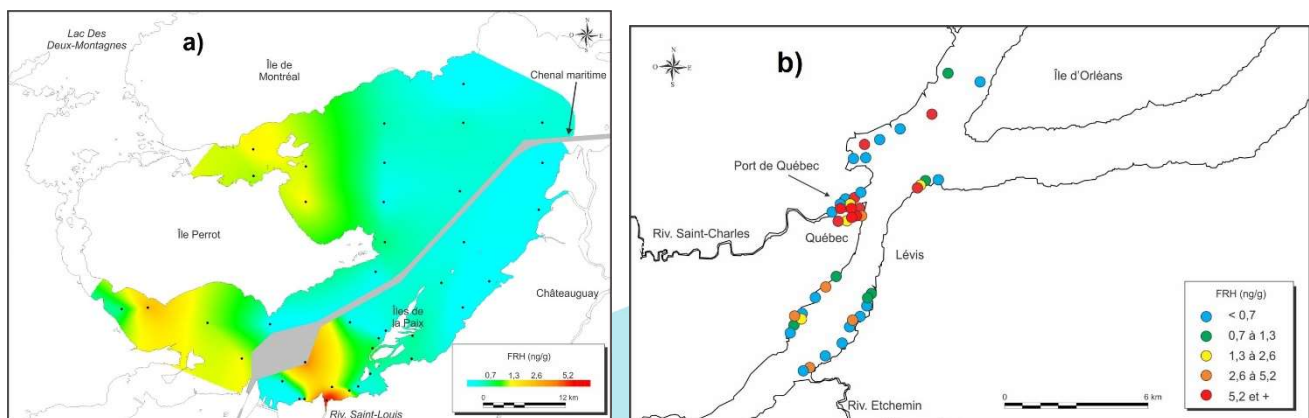 Lac Des
Deux-Montagnes
a)
N
O
E
S
Île de
Montréal
Chenal maritime
Île Perrot
Îles de
la Paix
Châteauguay
FRH (ng/g)
0,7 1,3 2,6 5,2
0 12 km
Riv. Saint-Louis
b)
N
O
E
S
Île d'Orléans
Port de Québec
Riv. Saint-Charles
Québec
Lévis
Riv. Etchemin
FRH (ng/g)
< 0,7
0,7 à 1,3
1,3 à 2,6
2,6 à 5,2
5,2 et +
0 6 km